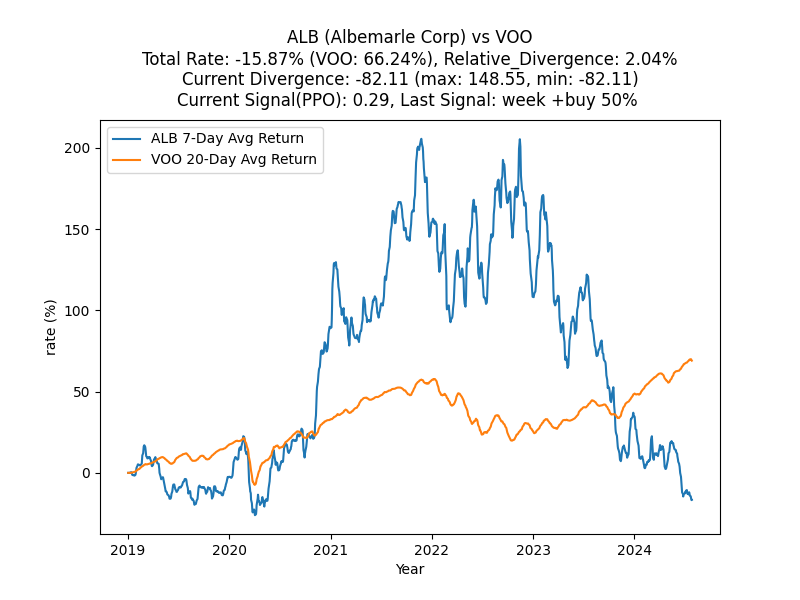 ALB (Albemarle Corp) vs VOO
Total Rate: -15.87% (VOO: 66.24%), Relative_Divergence: 2.04%
Current Divergence: -82.11 (max: 148.55, min: -82.11)
Current Signal(PPO): 0.29, Last Signal: week +buy 50%
ALB 7-Day Avg Return
VOO 20-Day Avg Return
200
150
100
50
0
rate (%)
2019 2020 2021 2022 2023 2024
Year